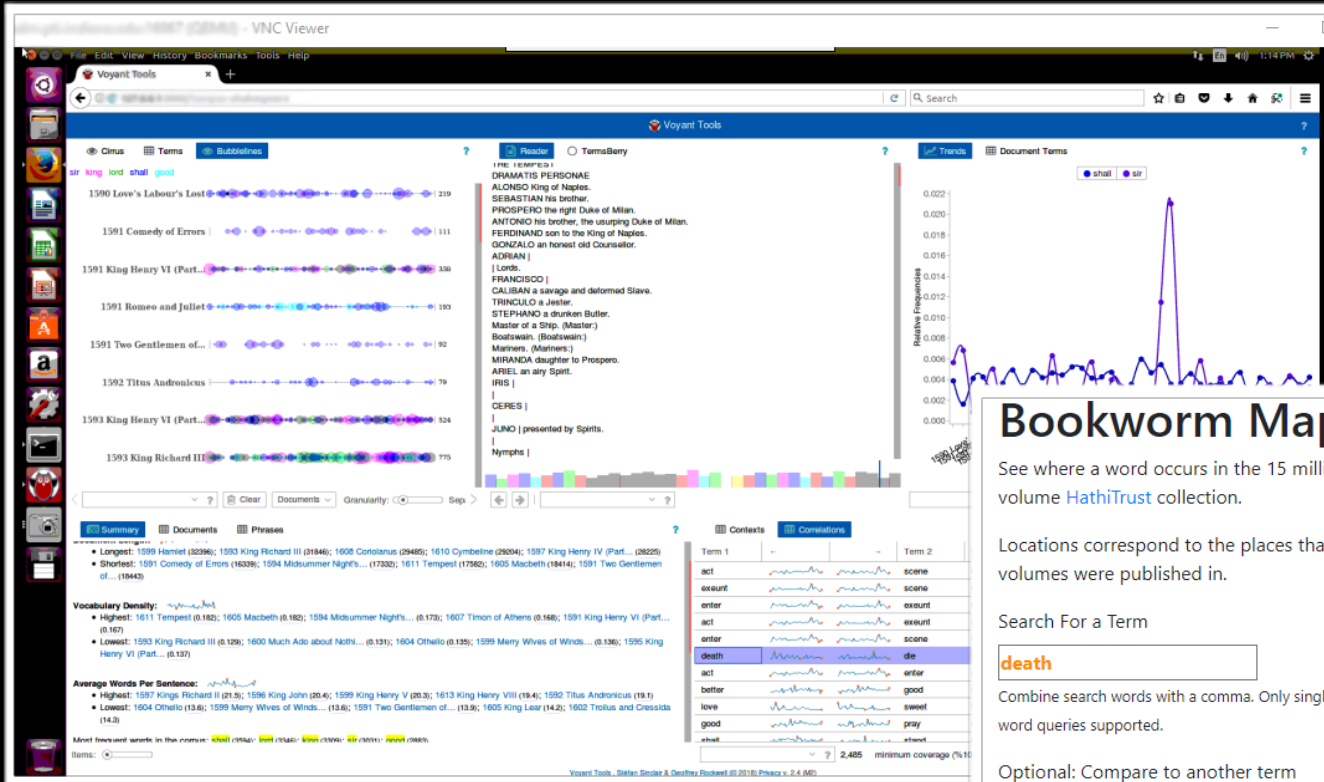 - VNC Viewer
File Edit View History Bookmarks Tools Help
En 1:14 PM
Voyant Tools × +
Search
Voyant Tools ?
Cirrus Terms Bubblelines ?
sir king lord shall good
1590 Love's Labour's Lost 219
1591 Comedy of Errors 111
1591 King Henry VI (Part... 336
1591 Romeo and Juliet 193
1591 Two Gentlemen of... 92
1592 Titus Andronicus 79
1593 King Henry VI (Part... 524
1593 King Richard III 775
? Clear Documents Granularity: Sep
Reader TermsBerry ?
THE TEMPEST
DRAMATIS PERSONAE
ALONSO King of Naples.
SEBASTIAN his brother.
PROSPERO the right Duke of Milan.
ANTONIO his brother, the usurping Duke of Milan.
FERDINAND son to the King of Naples.
GONZALO an honest old Counsellor.
ADRIAN |
| Lords.
FRANCISCO |
CALIBAN a savage and deformed Slave.
TRINCULO a Jester.
STEPHANO a drunken Butler.
Master of a Ship. (Master:)
Boatswain. (Boatswain:)
Mariners. (Mariners:)
MIRANDA daughter to Prospero.
ARIEL an airy Spirit.
IRIS |
|
CERES |
|
JUNO | presented by Spirits.
|
Nymphs |
?
Trends Document Terms ?
shall sir
Relative Frequencies
0.022
0.020
0.018
0.016
0.014
0.012
0.010
0.008
0.006
0.004
0.002
0.000
Summary Documents Phrases ?
Document Length:
• Longest: 1599 Hamlet (32396); 1593 King Richard III (31846); 1608 Coriolanus (29485); 1610 Cymbeline (29204); 1597 King Henry IV (Part... (28225)
• Shortest: 1591 Comedy of Errors (16339); 1594 Midsummer Night's... (17332); 1611 Tempest (17582); 1605 Macbeth (18414); 1591 Two Gentlemen
of... (18443)
Vocabulary Density:
• Highest: 1611 Tempest (0.182); 1605 Macbeth (0.182); 1594 Midsummer Night's... (0.173); 1607 Timon of Athens (0.168); 1591 King Henry VI (Part...
(0.167)
• Lowest: 1593 King Richard III (0.129); 1600 Much Ado about Nothi... (0.131); 1604 Othello (0.135); 1599 Merry Wives of Winds... (0.136); 1595 King
Henry VI (Part... (0.137)
Average Words Per Sentence:
• Highest: 1597 Kings Richard II (21.5); 1596 King John (20.4); 1599 King Henry V (20.3); 1613 King Henry VIII (19.4); 1592 Titus Andronicus (19.1)
• Lowest: 1604 Othello (13.6); 1599 Merry Wives of Winds... (13.6); 1591 Two Gentlemen of... (13.9); 1605 King Lear (14.2); 1602 Troilus and Cressida
(14.3)
Most frequent words in the corpus: shall (3594); lord (3346); king (3309); sir (3031); good (2883)
Items:
Contexts Correlations
Term 1 ← → Term 2
act scene
exeunt scene
enter exeunt
act exeunt
enter scene
death die
act enter
better good
love sweet
good pray
shall stand
? 2,485 minimum coverage (%10
Voyant Tools , Stéfan Sinclair & Geoffrey Rockwell (© 2018) Privacy v. 2.4 (M2)
Bookworm Map
See where a word occurs in the 15 milli
volume HathiTrust collection.
Locations correspond to the places tha
volumes were published in.
Search For a Term
death
Combine search words with a comma. Only singl
word queries supported.
Optional: Compare to another term